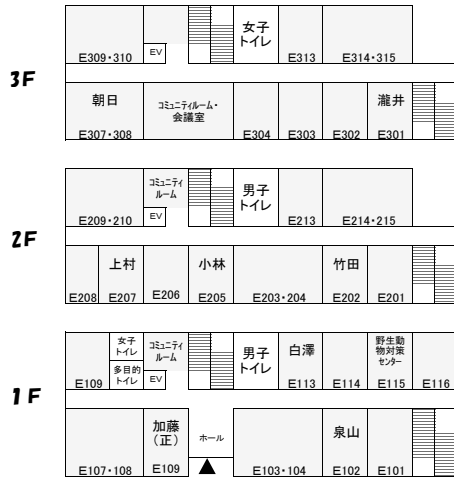 3F
女子
トイレ
E309・310
EV
E313
E314・315
朝日
コミュニティルーム・
会議室
瀧井
E307・308
E304
E303
E302
E301
2F
コミュニティ
ルーム
男子
トイレ
E209・210
EV
E213
E214・215
上村
小林
竹田
E208
E207
E206
E205
E203・204
E202
E201
1F
女子
トイレ
コミュニティ
ルーム
男子
トイレ
白澤
野生動
物対策
センター
多目的
トイレ
E109
EV
E113
E114
E115
E116
加藤
(正)
ホール
泉山
E107・108
E109
E103・104
E102
E101